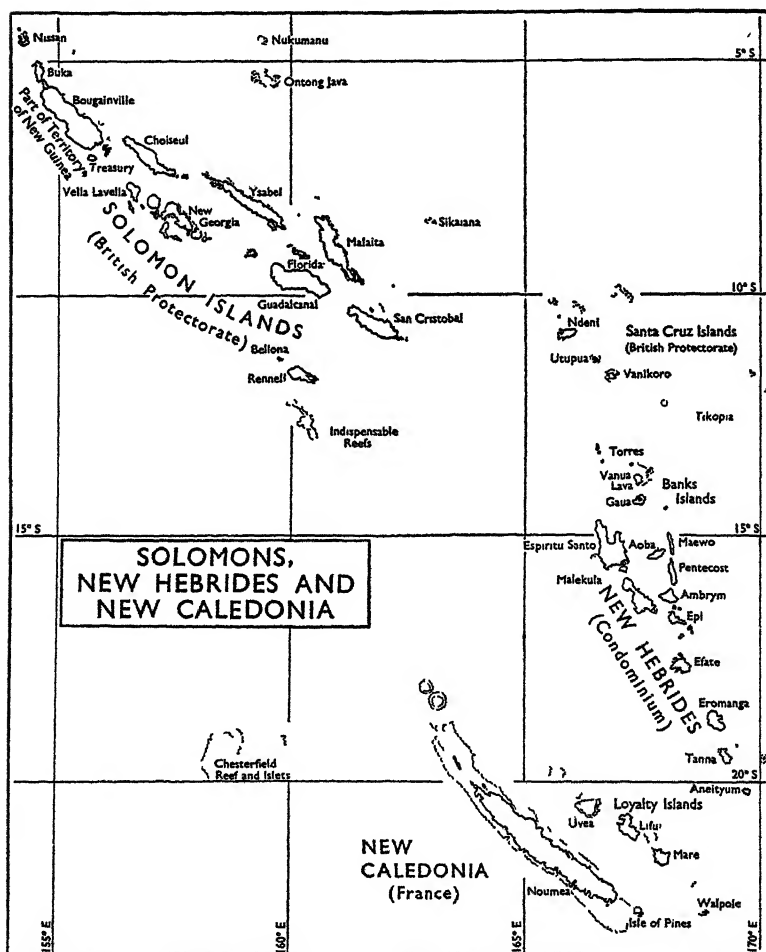 Nissan
Nukumanu
5° S
Buka
Ontong Java
Bougainville
Part of Territory
of New Guinea
Choiseul
Treasury
Vella Lavella
Ysabel
New
Georgia
Sikaiana
Malaita
SOLOMON ISLANDS
(British Protectorate)
Florida
Guadalcanal
10° S
San Cristobal
Ndeni
Santa Cruz Islands
(British Protectorate)
Utupua
Bellona
Rennell
Vanikoro
Tikopia
Indispensable
Reefs
Torres
Vanua
Lava
Banks
Islands
Gaua
15° S
15° S
SOLOMONS,
NEW HEBRIDES AND
NEW CALEDONIA
Espiritu Santo
Aoba
Maewo
Pentecost
Malekula
Ambrym
Epi
NEW HEBRIDES
(Condominium)
Efate
Eromanga
Tanna
Chesterfield
Reef and Islets
20° S
Aneityum
Loyalty Islands
Uvea
Lifu
Mare
NEW
CALEDONIA
(France)
Noumea
Walpole
Isle of Pines
155° E
160° E
165° E
170° E